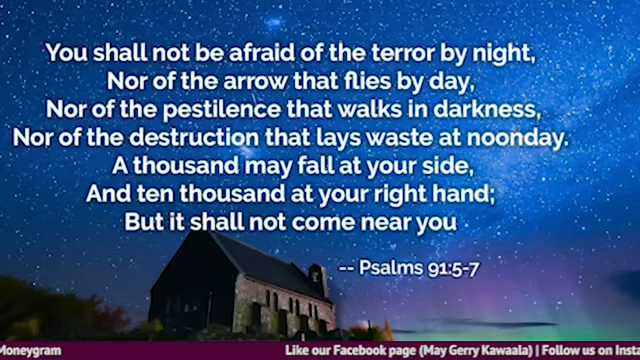 You shall not be afraid of the terror by night,
Nor of the arrow that flies by day,
Nor of the pestilence that walks in darkness,
Nor of the destruction that lays waste at noonday.
A thousand may fall at your side,
And ten thousand at your right hand;
But it shall not come near you
-- Psalms 91:5-7
Moneygram Like our Facebook page (May Gerry Kawaala) | Follow us on Insta